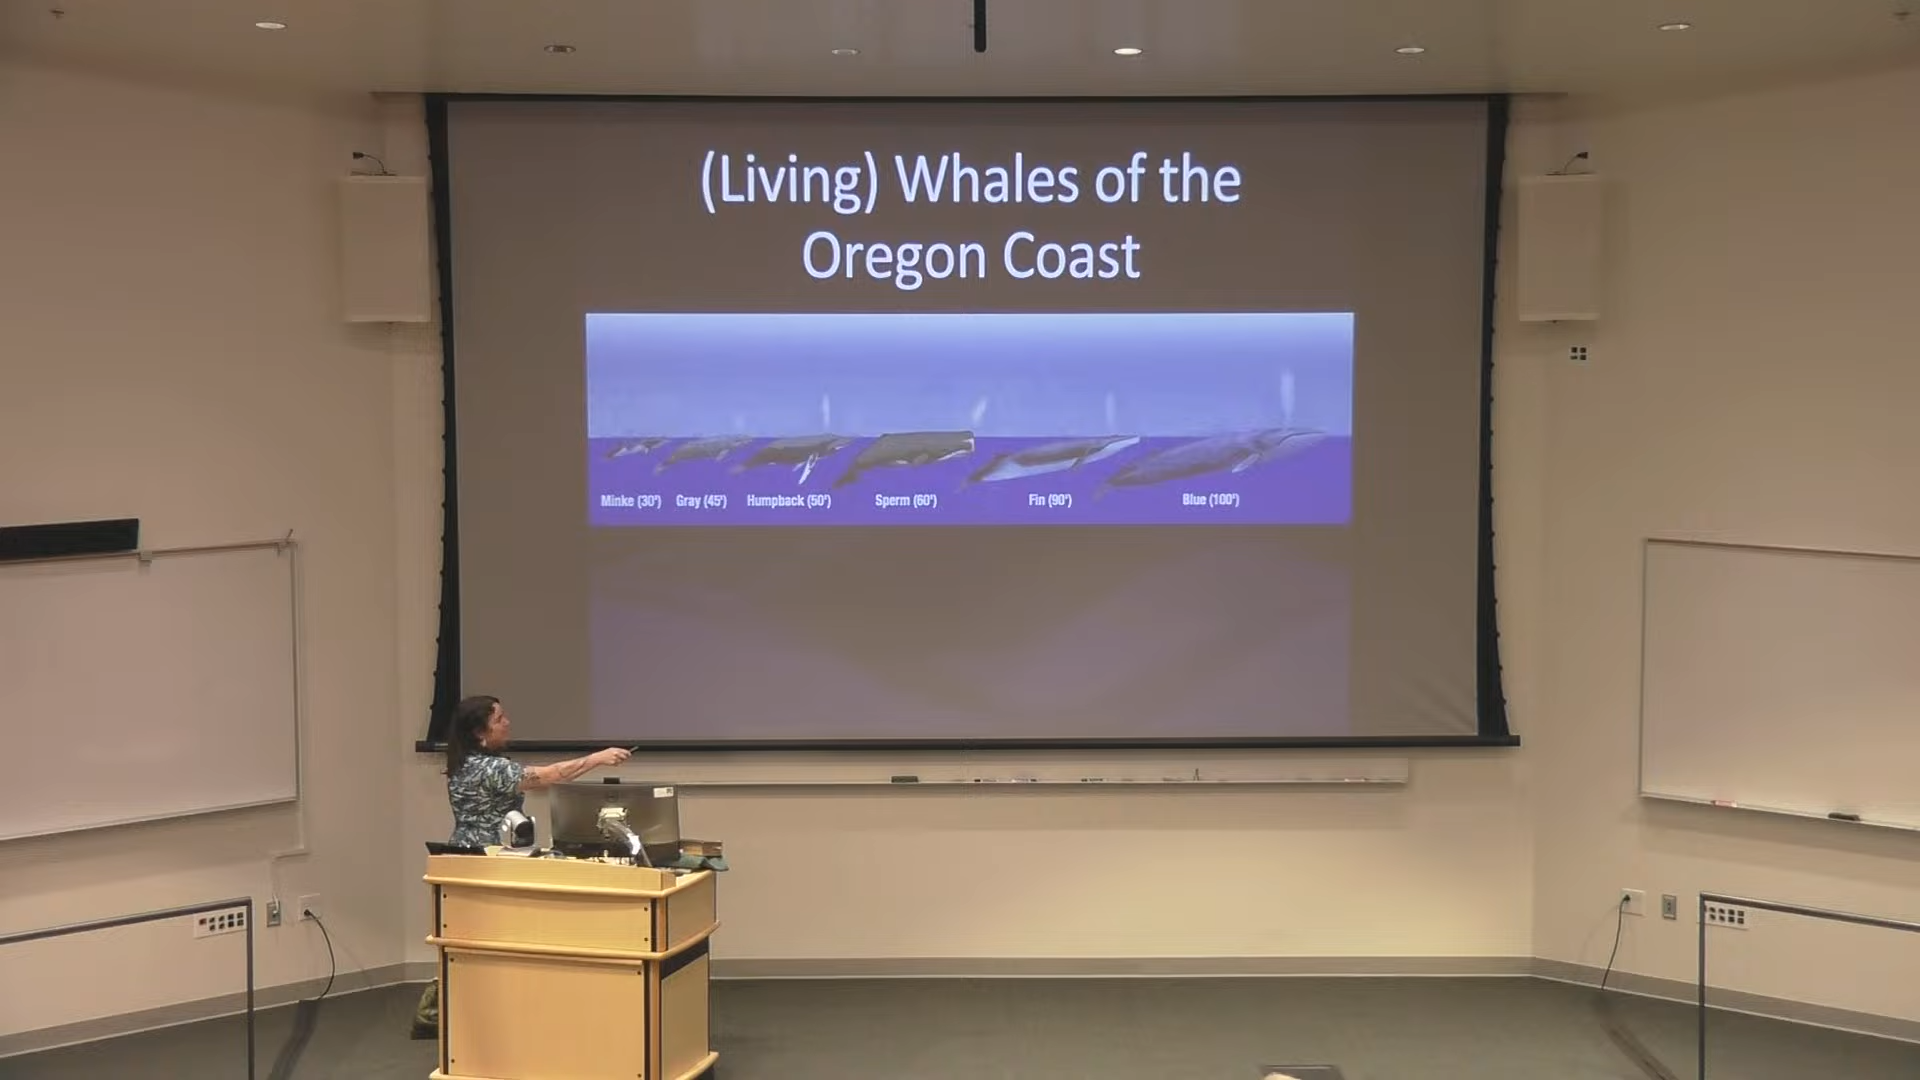 (Living) Whales of the
Oregon Coast
Minke (30') Gray (45') Humpback (50') Sperm (60') Fin (90') Blue (100')